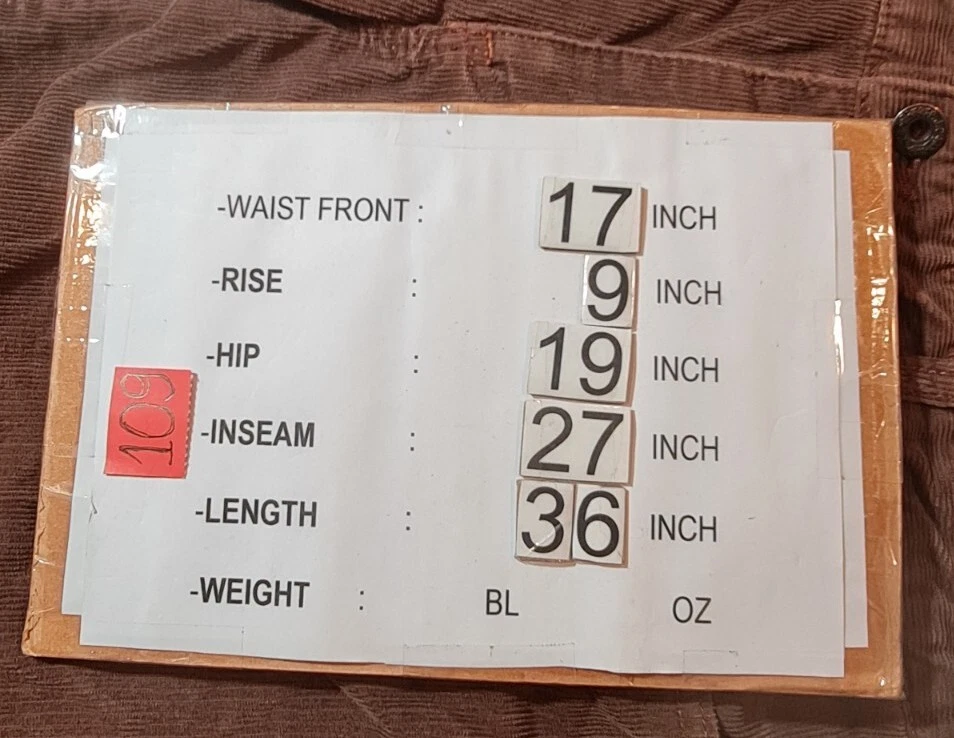 -WAIST FRONT : 17 INCH
-RISE : 9 INCH
-HIP : 19 INCH
109
-INSEAM : 27 INCH
-LENGTH : 36 INCH
-WEIGHT : BL OZ